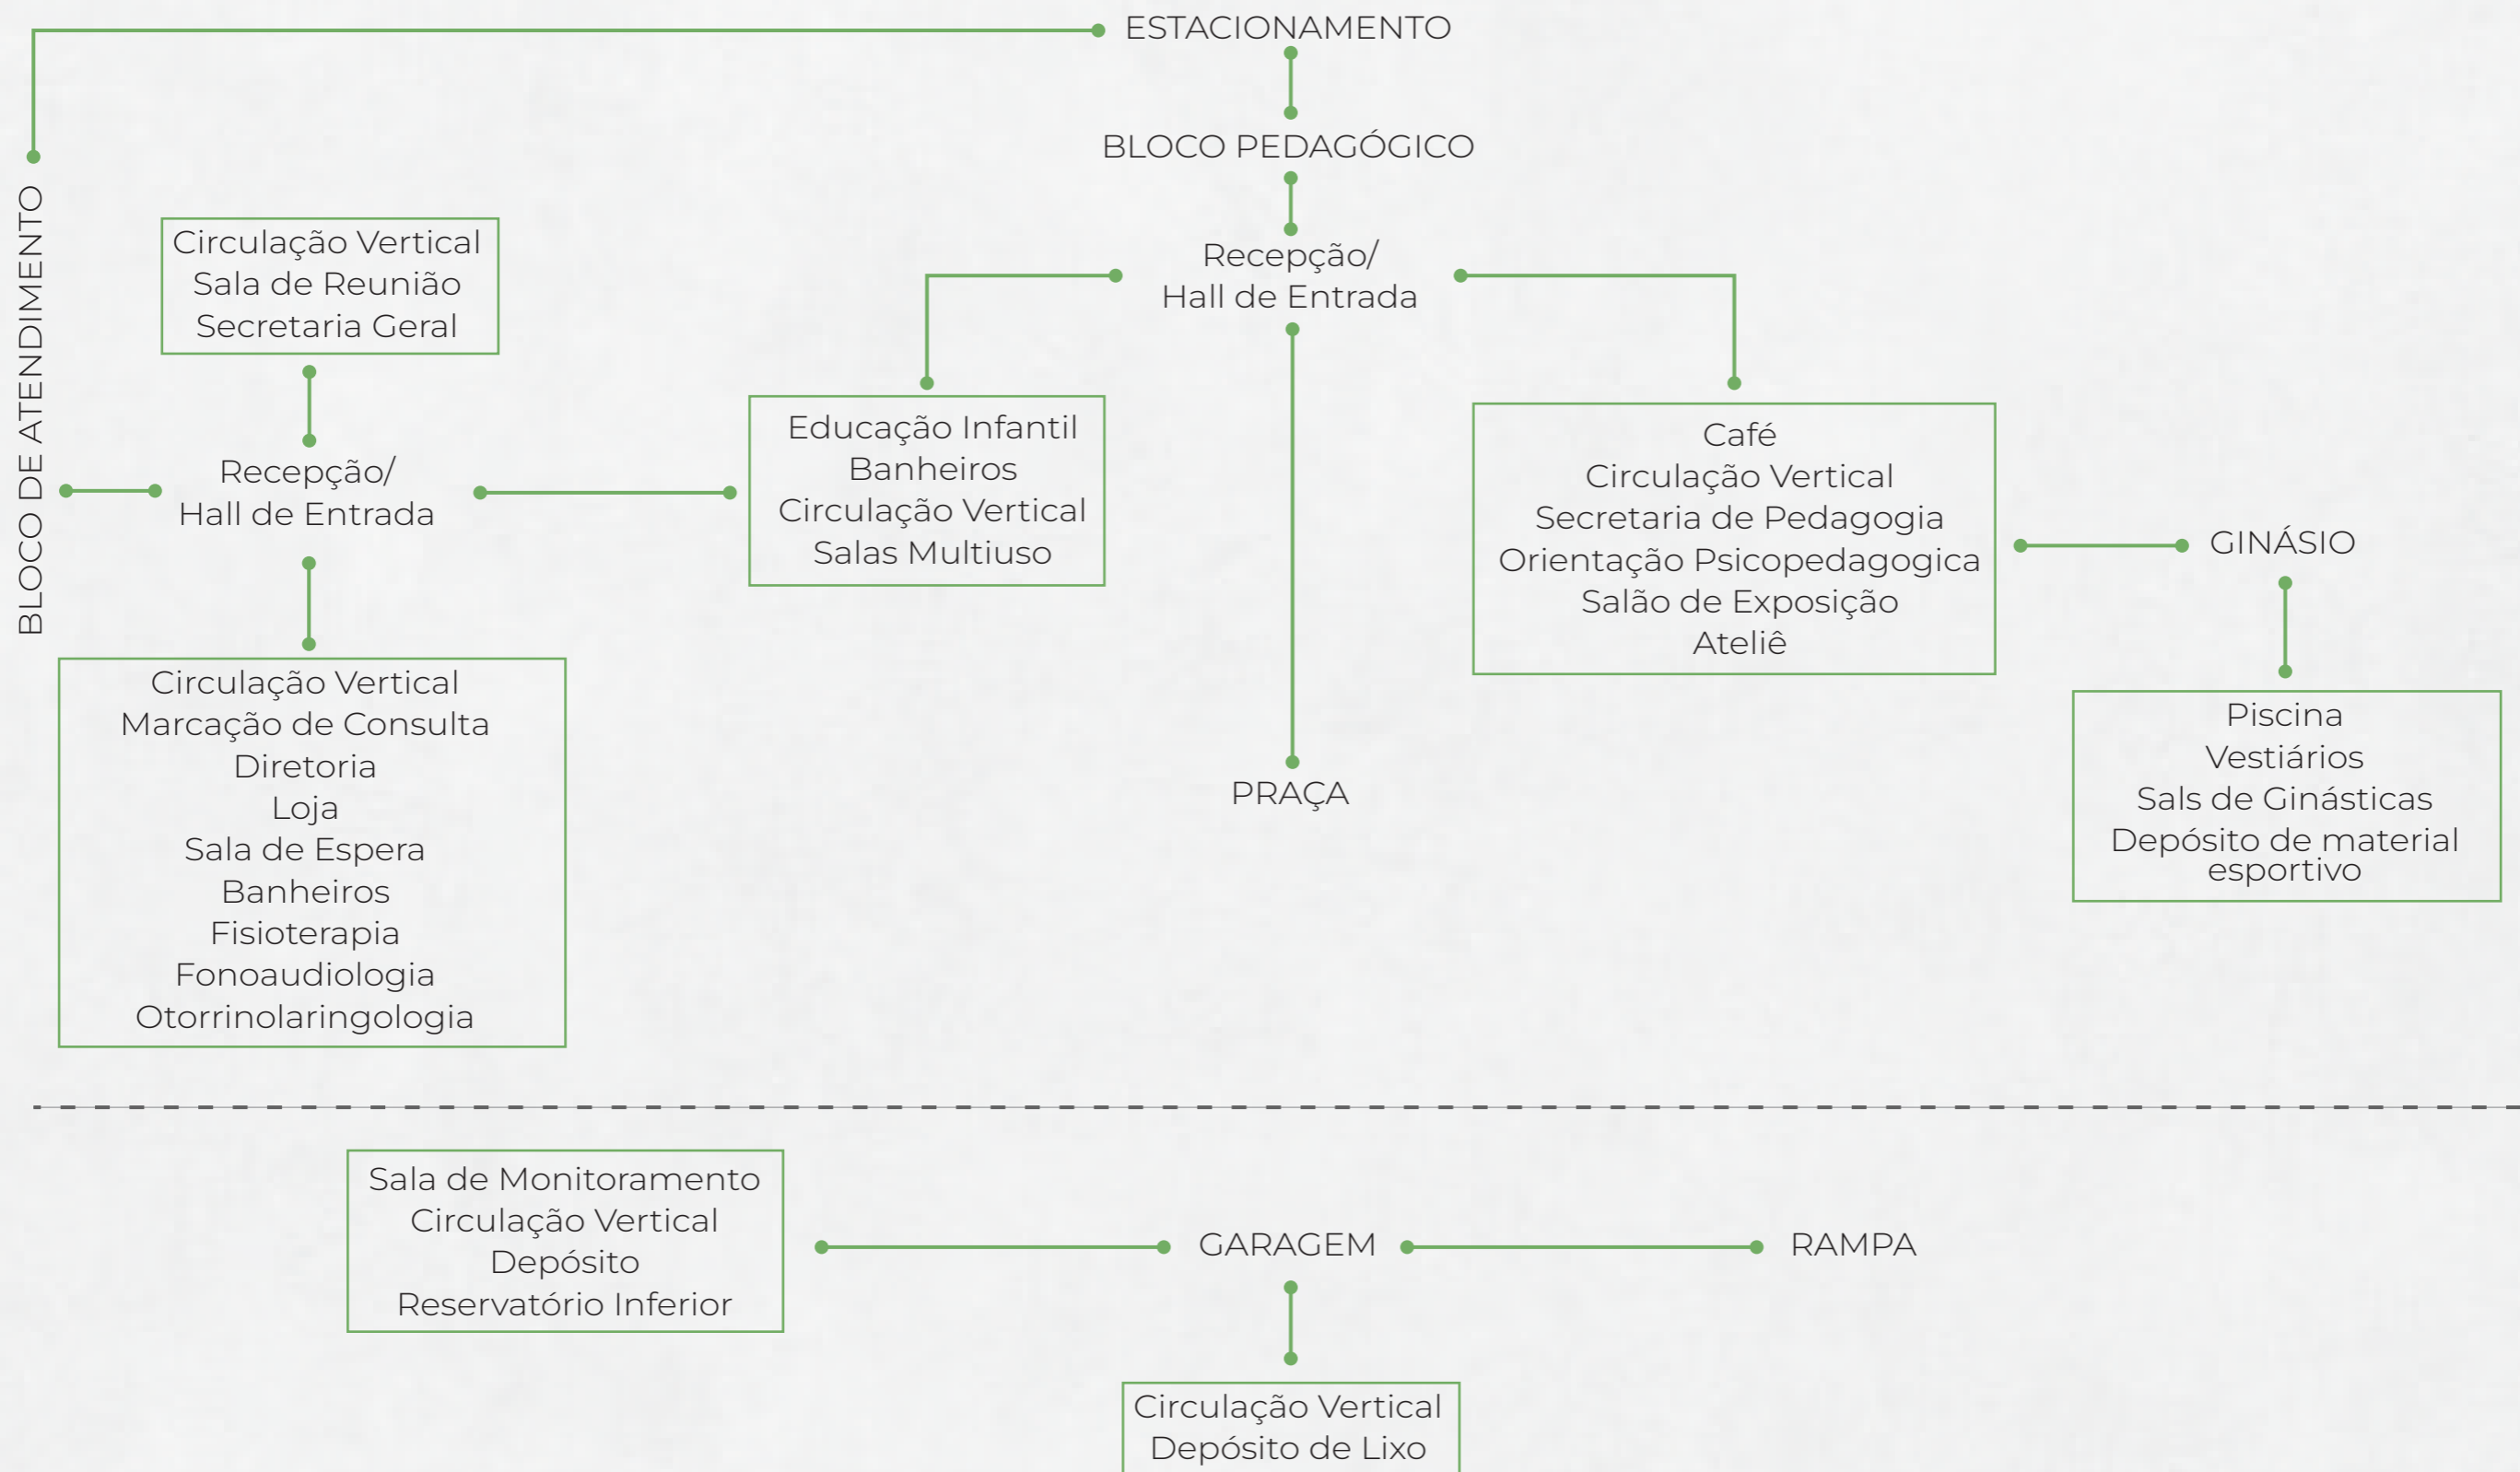 ESTACIONAMENTO
BLOCO PEDAGÓGICO
Recepção/
Hall de Entrada
BLOCO DE ATENDIMENTO
Circulação Vertical
Sala de Reunião
Secretaria Geral
Recepção/
Hall de Entrada
Educação Infantil
Banheiros
Circulação Vertical
Salas Multiuso
Café
Circulação Vertical
Secretaria de Pedagogia
Orientação Psicopedagogica
Salão de Exposição
Ateliê
GINÁSIO
Circulação Vertical
Marcação de Consulta
Diretoria
Loja
Sala de Espera
Banheiros
Fisioterapia
Fonoaudiologia
Otorrinolaringologia
PRAÇA
Piscina
Vestiários
Sals de Ginásticas
Depósito de material
esportivo
Sala de Monitoramento
Circulação Vertical
Depósito
Reservatório Inferior
GARAGEM
RAMPA
Circulação Vertical
Depósito de Lixo